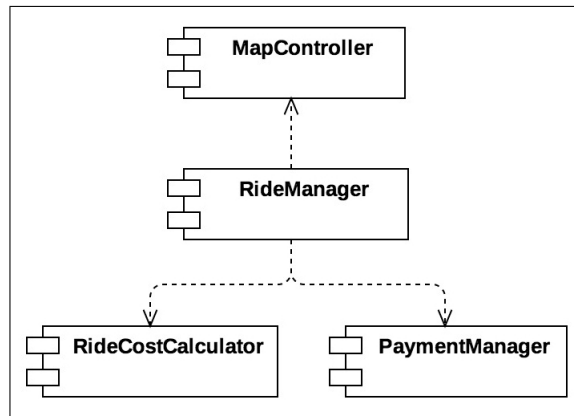 MapController
RideManager
RideCostCalculator
PaymentManager